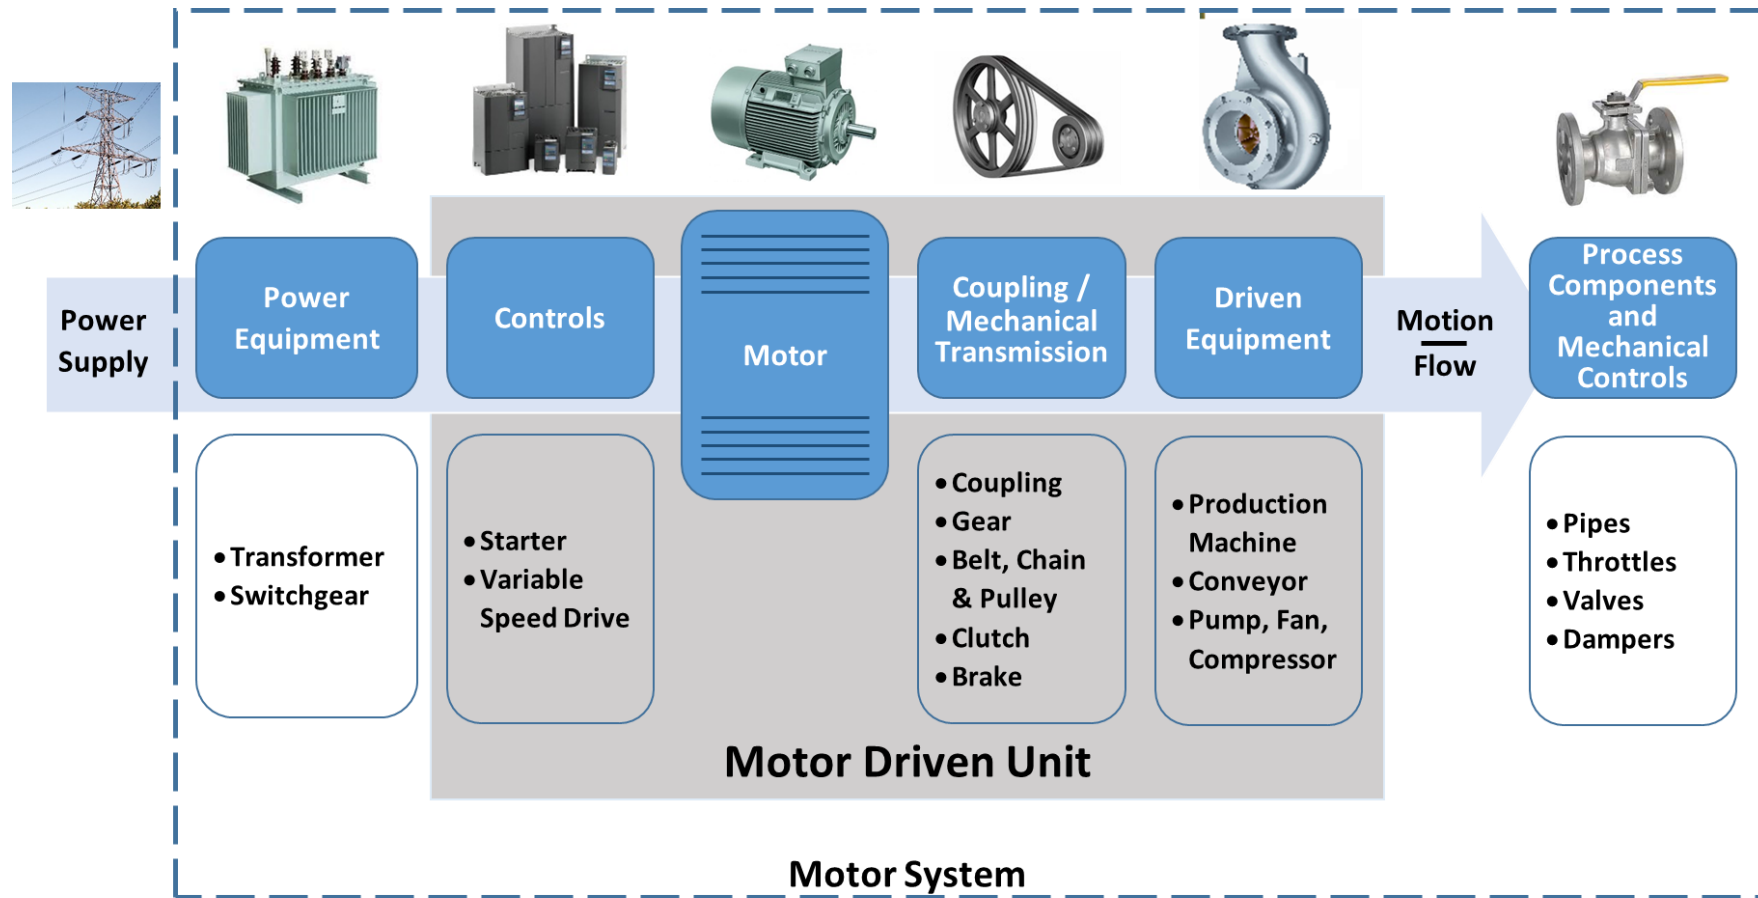 Power
Supply
Power
Equipment
Controls
Motor
Coupling /
Mechanical
Transmission
Driven
Equipment
Motion
Flow
Process
Components
and
Mechanical
Controls
• Transformer
• Switchgear
• Starter
• Variable
Speed Drive
• Coupling
• Gear
• Belt, Chain
& Pulley
• Clutch
• Brake
• Production
Machine
• Conveyor
• Pump, Fan,
Compressor
• Pipes
• Throttles
• Valves
• Dampers
Motor Driven Unit
Motor System